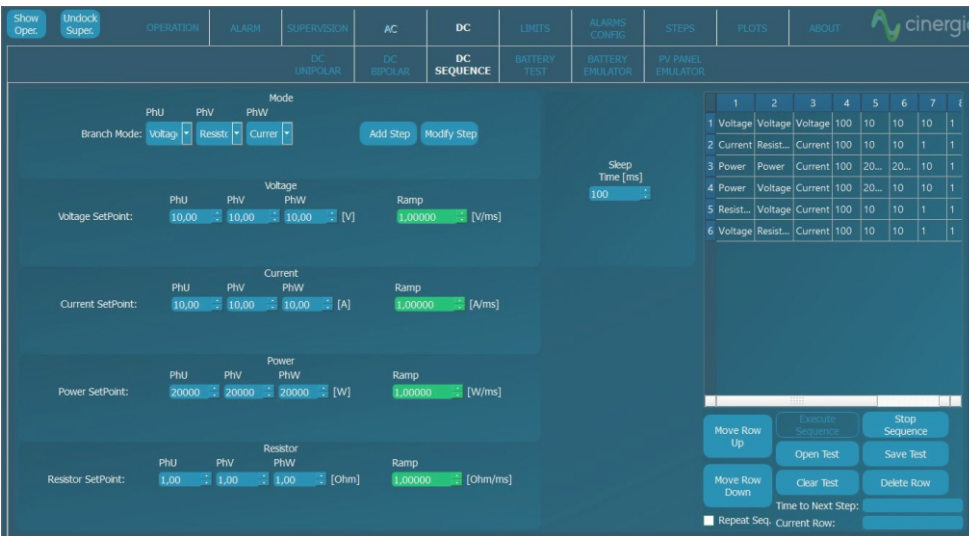 Show Oper.
Undock Super.
OPERATION ALARM SUPERVISION AC DC LIMITS ALARMS CONFIG STEPS PLOTS ABOUT
cinergi
DC UNIPOLAR DC BIPOLAR DC SEQUENCE BATTERY TEST BATTERY EMULATOR PV PANEL EMULATOR
Mode
PhU PhV PhW
Branch Mode: Voltag Resistc Currer Add Step Modify Step
Sleep
Time [ms]
100
Voltage
PhU PhV PhW Ramp
Voltage SetPoint: 10,00 10,00 10,00 [V] 1,00000 [V/ms]
Current
PhU PhV PhW Ramp
Current SetPoint: 10,00 10,00 10,00 [A] 1,00000 [A/ms]
Power
PhU PhV PhW Ramp
Power SetPoint: 20000 20000 20000 [W] 1,00000 [W/ms]
Resistor
PhU PhV PhW Ramp
Resistor SetPoint: 1,00 1,00 1,00 [Ohm] 1,00000 [Ohm/ms]
1 2 3 4 5 6 7
1 Voltage Voltage Voltage 100 10 10 10 1
2 Current Resist... Current 100 10 10 1 1
3 Power Power Current 100 20... 20... 10 1
4 Power Voltage Current 100 20... 10 10 1
5 Resist... Voltage Current 100 10 10 1 1
6 Voltage Resist... Current 100 10 10 1 1
Move Row Up
Execute Sequence
Stop Sequence
Open Test
Save Test
Move Row Down
Clear Test
Delete Row
Time to Next Step:
Repeat Seq. Current Row: